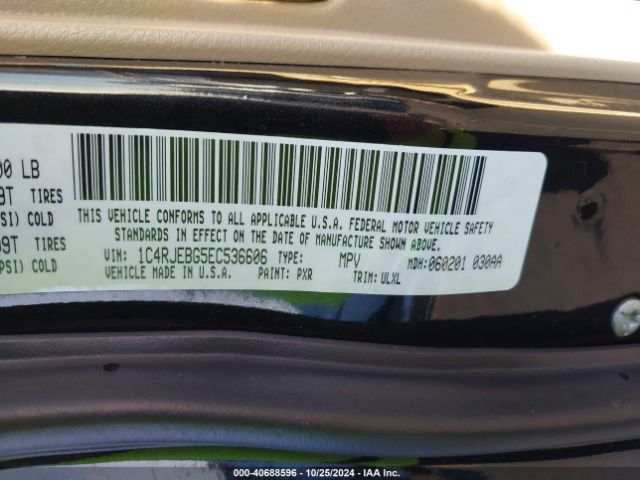 00 LB
9T TIRES
PSI) COLD
09T TIRES
PSI) COLD
THIS VEHICLE CONFORMS TO ALL APPLICABLE U.S.A. FEDERAL MOTOR VEHICLE SAFETY
STANDARDS IN EFFECT ON THE DATE OF MANUFACTURE SHOWN ABOVE.
VIN: 1C4RJEBG5EC536606 TYPE: MPV MDH: 060201 030AA
VEHICLE MADE IN U.S.A. PAINT: PXR TRIM: ULXL
000-40688596 - 10/25/2024 - IAA Inc.